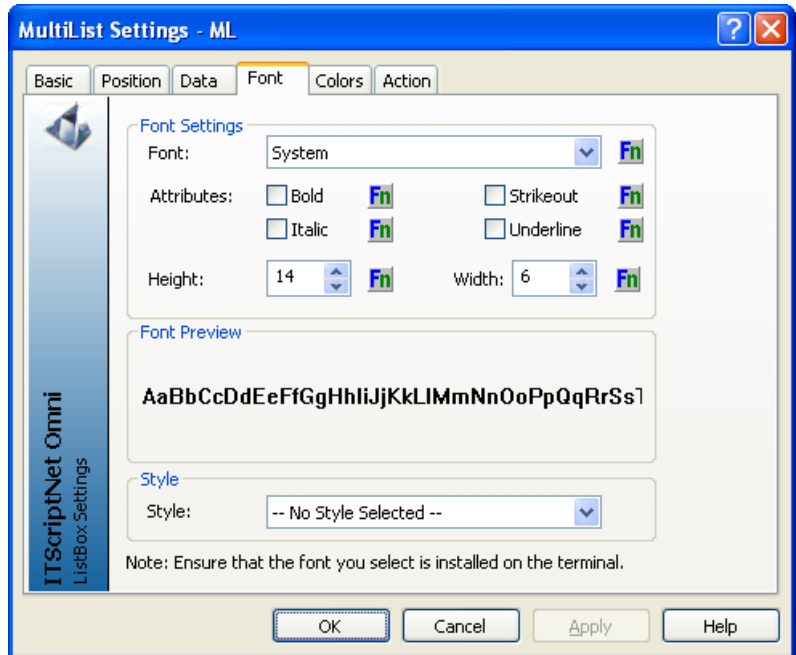 MultiList Settings - ML
Basic Position Data Font Colors Action
Font Settings
Font: System Fn
Attributes: Bold Fn Strikeout Fn
Italic Fn Underline Fn
Height: 14 Fn Width: 6 Fn
Font Preview
AaBbCcDdEeFfGgHhIiJjKkLlMmNnOoPpQqRrSsT
Style
Style: -- No Style Selected --
Note: Ensure that the font you select is installed on the terminal.
ITScriptNet Omni
ListBox Settings
OK Cancel Apply Help